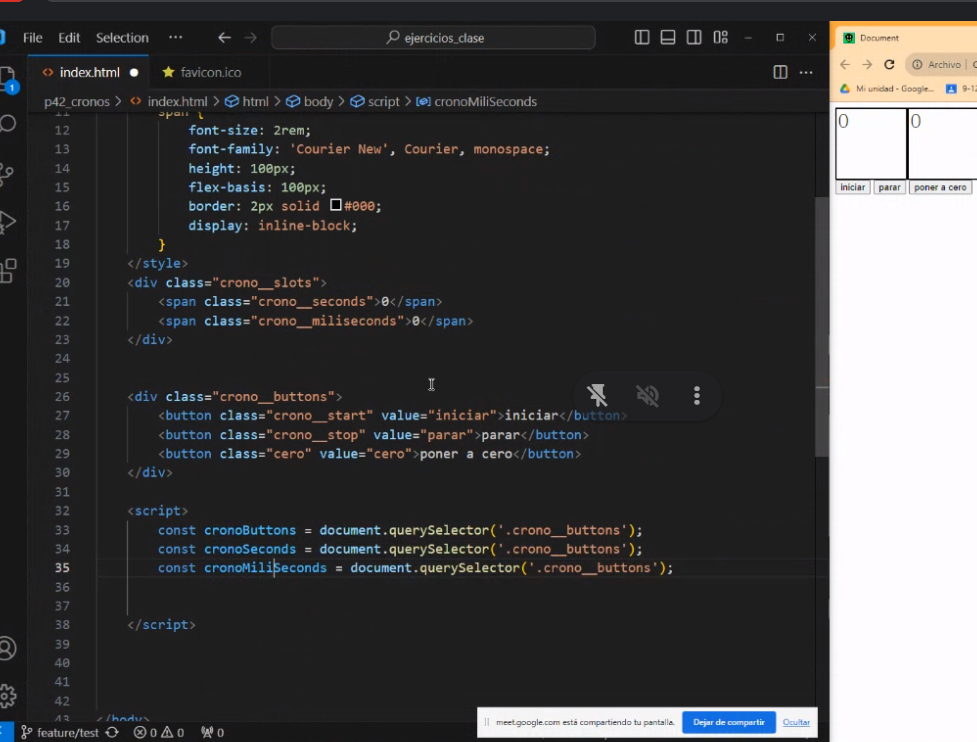 File Edit Selection ··· ejercicios_clase
index.html favicon.ico
p42_cronos > index.html > html > body > script > cronoMiliSeconds
11 span {
12 font-size: 2rem;
13 font-family: 'Courier New', Courier, monospace;
14 height: 100px;
15 flex-basis: 100px;
16 border: 2px solid #000;
17 display: inline-block;
18 }
19 </style>
20 <div class="crono__slots">
21 <span class="crono__seconds">0</span>
22 <span class="crono__miliseconds">0</span>
23 </div>
24
25
26 <div class="crono__buttons">
27 <button class="crono__start" value="iniciar">iniciar</button>
28 <button class="crono__stop" value="parar">parar</button>
29 <button class="cero" value="cero">poner a cero</button>
30 </div>
31
32 <script>
33 const cronoButtons = document.querySelector('.crono__buttons');
34 const cronoSeconds = document.querySelector('.crono__buttons');
35 const cronoMiliSeconds = document.querySelector('.crono__buttons');
36
37
38 </script>
39
40
41
42
43 </body>
1
feature/test 0 0 0
meet.google.com está compartiendo tu pantalla. Dejar de compartir Ocultar
Document
Archivo
Mi unidad - Google... 9-12
0 0
iniciar parar poner a cero